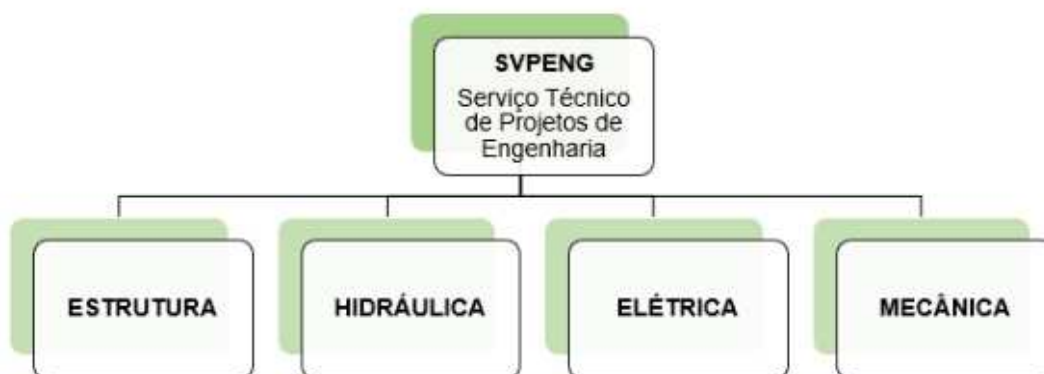 SVPENG
Serviço Técnico
de Projetos de
Engenharia
ESTRUTURA
HIDRÁULICA
ELÉTRICA
MECÂNICA